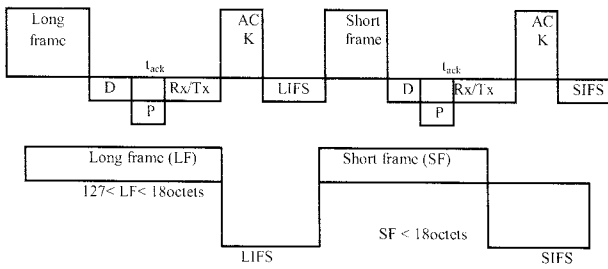 Long
frame
AC
K
Short
frame
AC
K
t_ack
t_ack
D
Rx/Tx
LIFS
D
Rx/Tx
SIFS
P
P
Long frame (LF)
Short frame (SF)
127< LF< 18octets
SF < 18octets
LIFS
SIFS